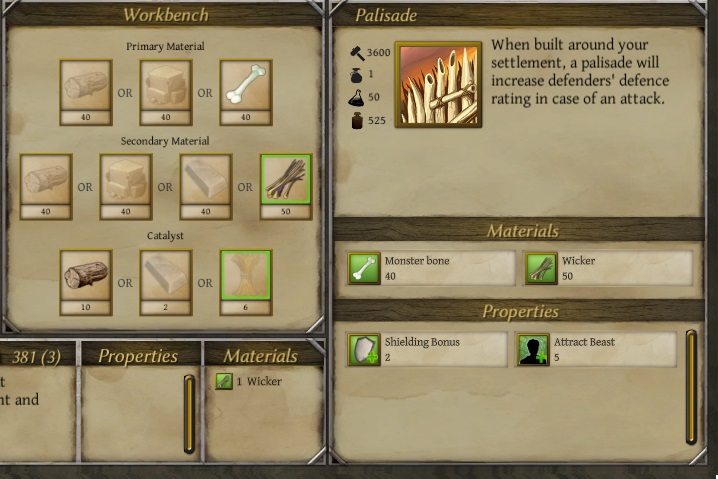 Workbench
Primary Material
OR
OR
40
40
40
Secondary Material
OR
OR
OR
40
40
40
50
Catalyst
OR
OR
10
2
6
381 (3)
t
nt and
Properties
Materials
1 Wicker
Palisade
3600
1
50
525
When built around your
settlement, a palisade will
increase defenders' defence
rating in case of an attack.
Materials
Monster bone
40
Wicker
50
Properties
Shielding Bonus
2
Attract Beast
5